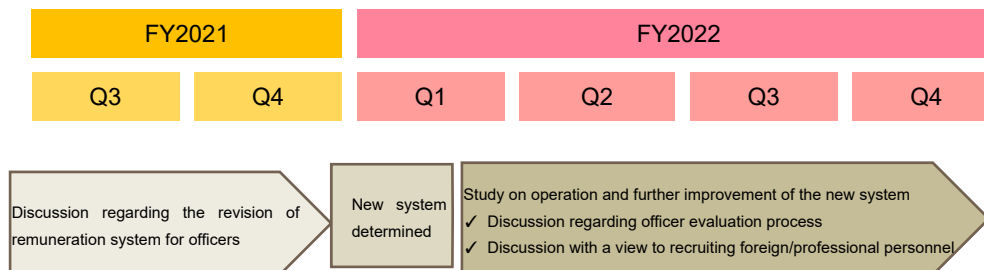 FY2021
FY2022
Q3
Q4
Q1
Q2
Q3
Q4
Discussion regarding the revision of
remuneration system for officers
New system
determined
Study on operation and further improvement of the new system
✓ Discussion regarding officer evaluation process
✓ Discussion with a view to recruiting foreign/professional personnel